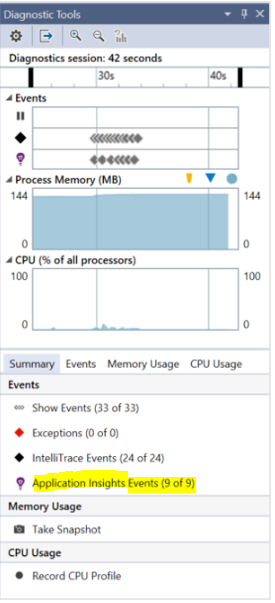 Diagnostic Tools
Diagnostics session: 42 seconds
30s 40s
Events
Process Memory (MB)
144 144
0 0
CPU (% of all processors)
100 100
0 0
Summary Events Memory Usage CPU Usage
Events
Show Events (33 of 33)
Exceptions (0 of 0)
IntelliTrace Events (24 of 24)
Application Insights Events (9 of 9)
Memory Usage
Take Snapshot
CPU Usage
Record CPU Profile